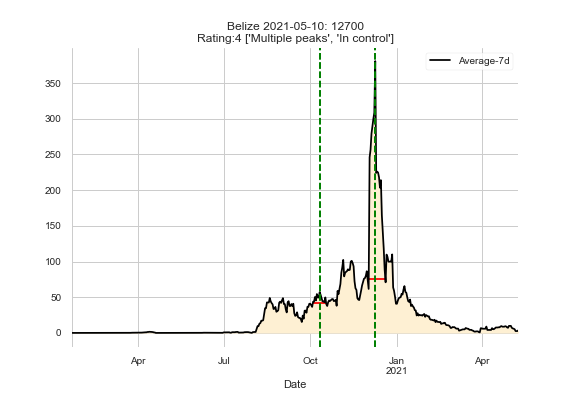 Belize 2021-05-10: 12700
Rating:4 ['Multiple peaks', 'In control']
Average-7d
350
300
250
200
150
100
50
0
Apr Jul Oct Jan Apr
2021
Date